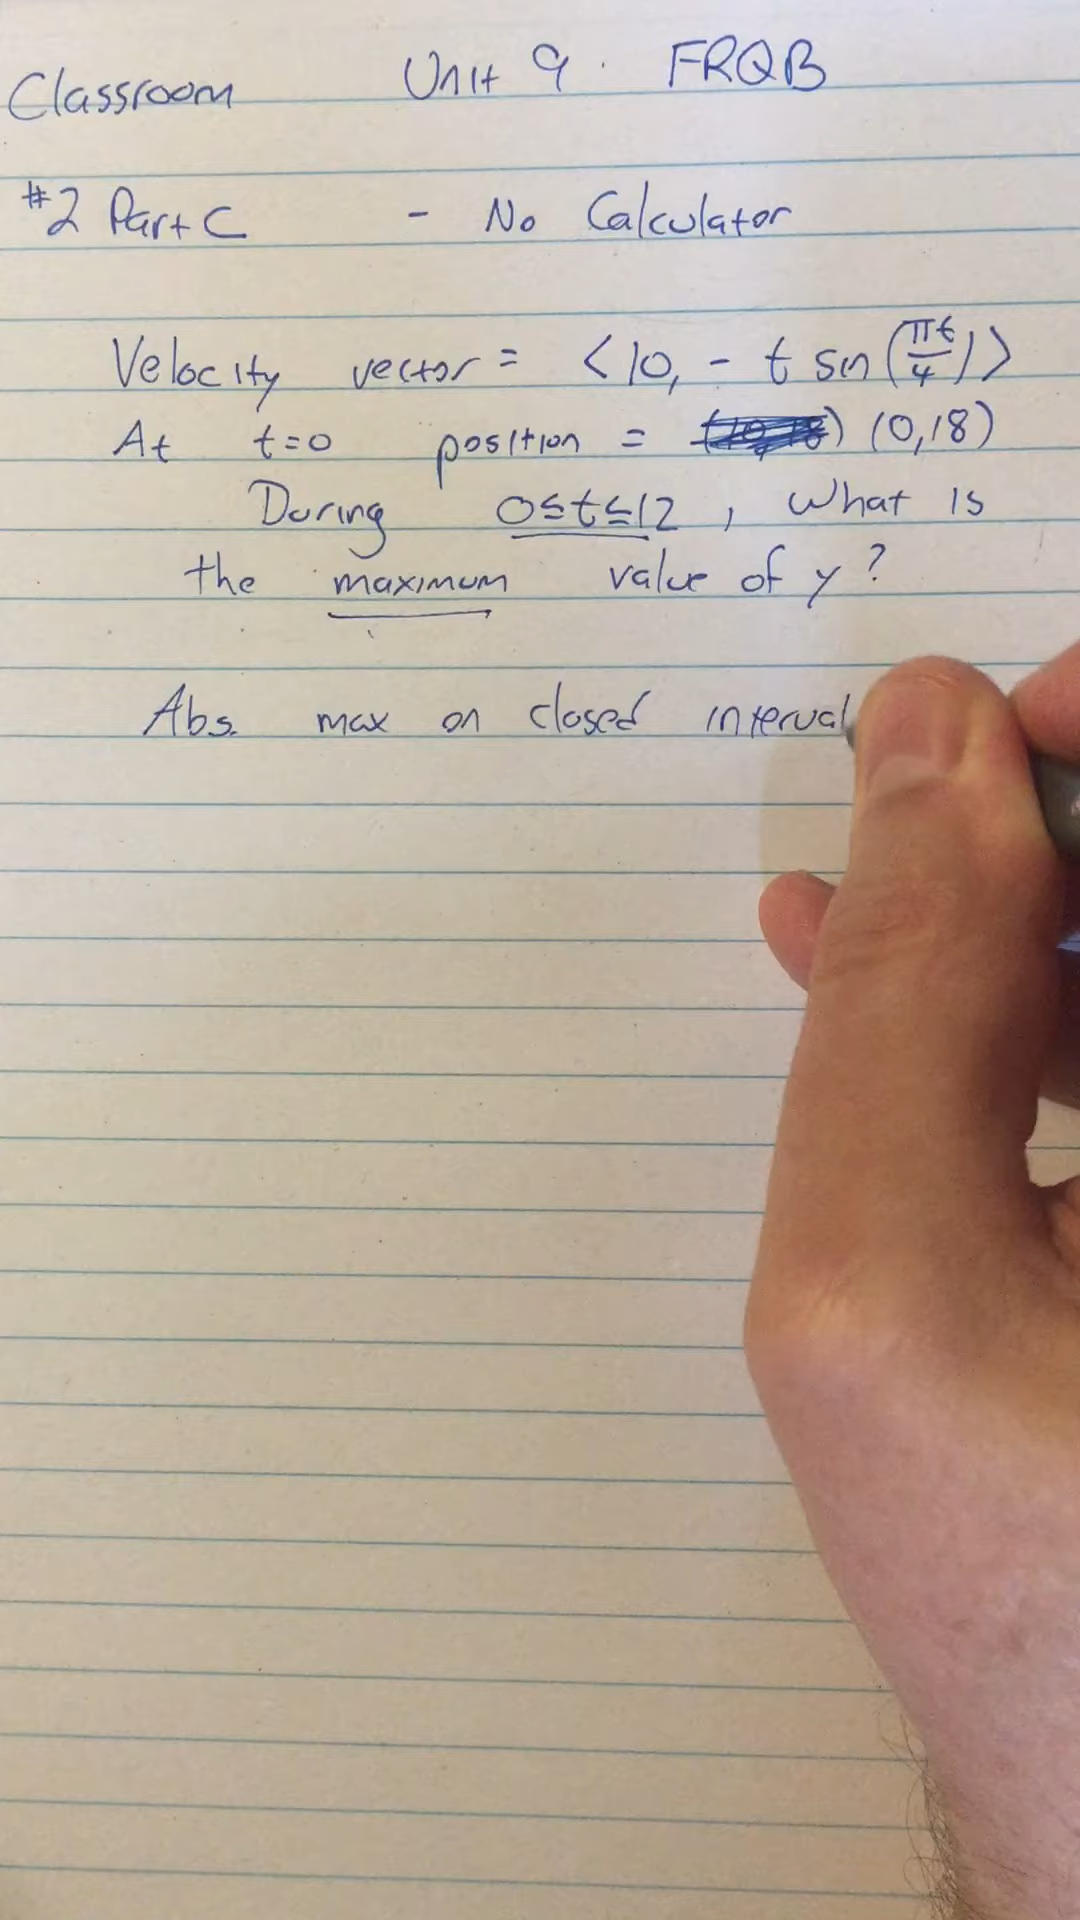 Classroom Unit 9. FRQB
#2 Part C - No Calculator
Velocity vector = <10, - t sin(πt/4)>
At t=0 position = (0,18)
During 0≤t≤12, What is
the maximum value of y?
Abs. max on closed interval